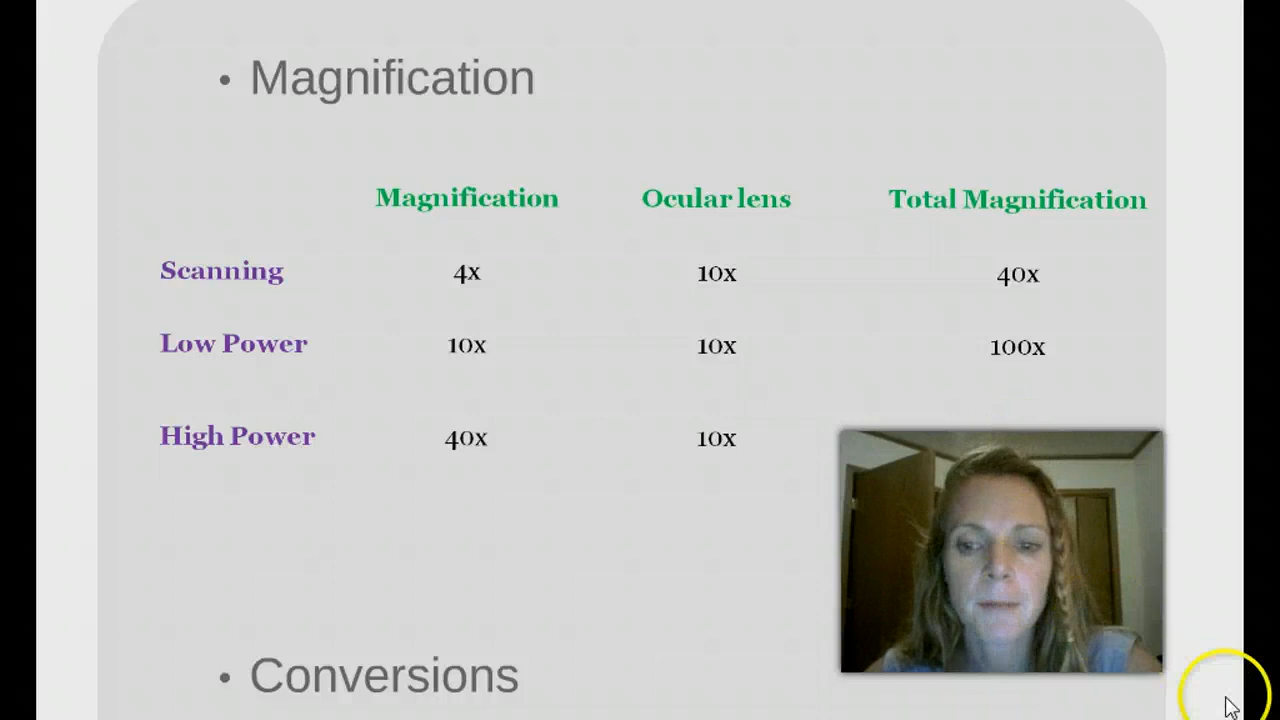 • Magnification
Magnification Ocular lens Total Magnification
Scanning 4x 10x 40x
Low Power 10x 10x 100x
High Power 40x 10x
• Conversions